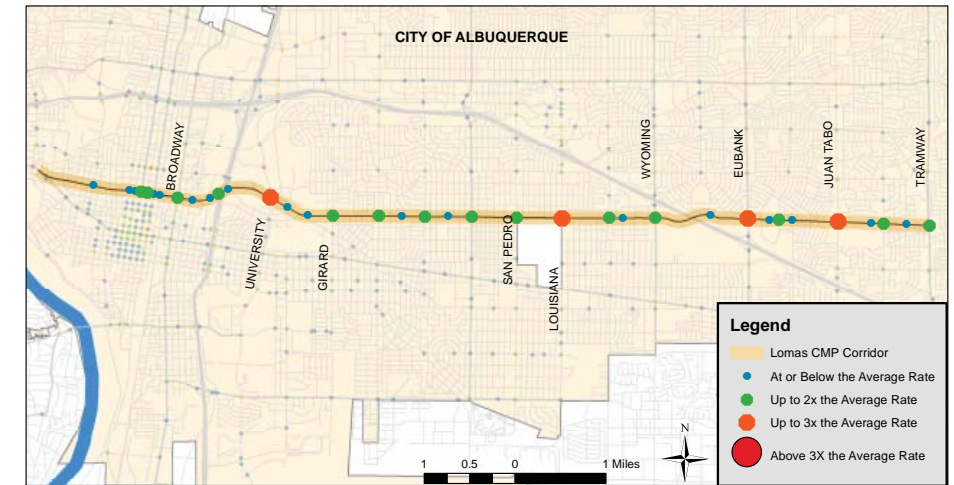 CITY OF ALBUQUERQUE
BROADWAY
UNIVERSITY
GIRARD
SAN PEDRO
LOUISIANA
WYOMING
EUBANK
JUAN TABO
TRAMWAY
Legend
Lomas CMP Corridor
At or Below the Average Rate
Up to 2x the Average Rate
Up to 3x the Average Rate
Above 3X the Average Rate
N
1 0.5 0 1 Miles